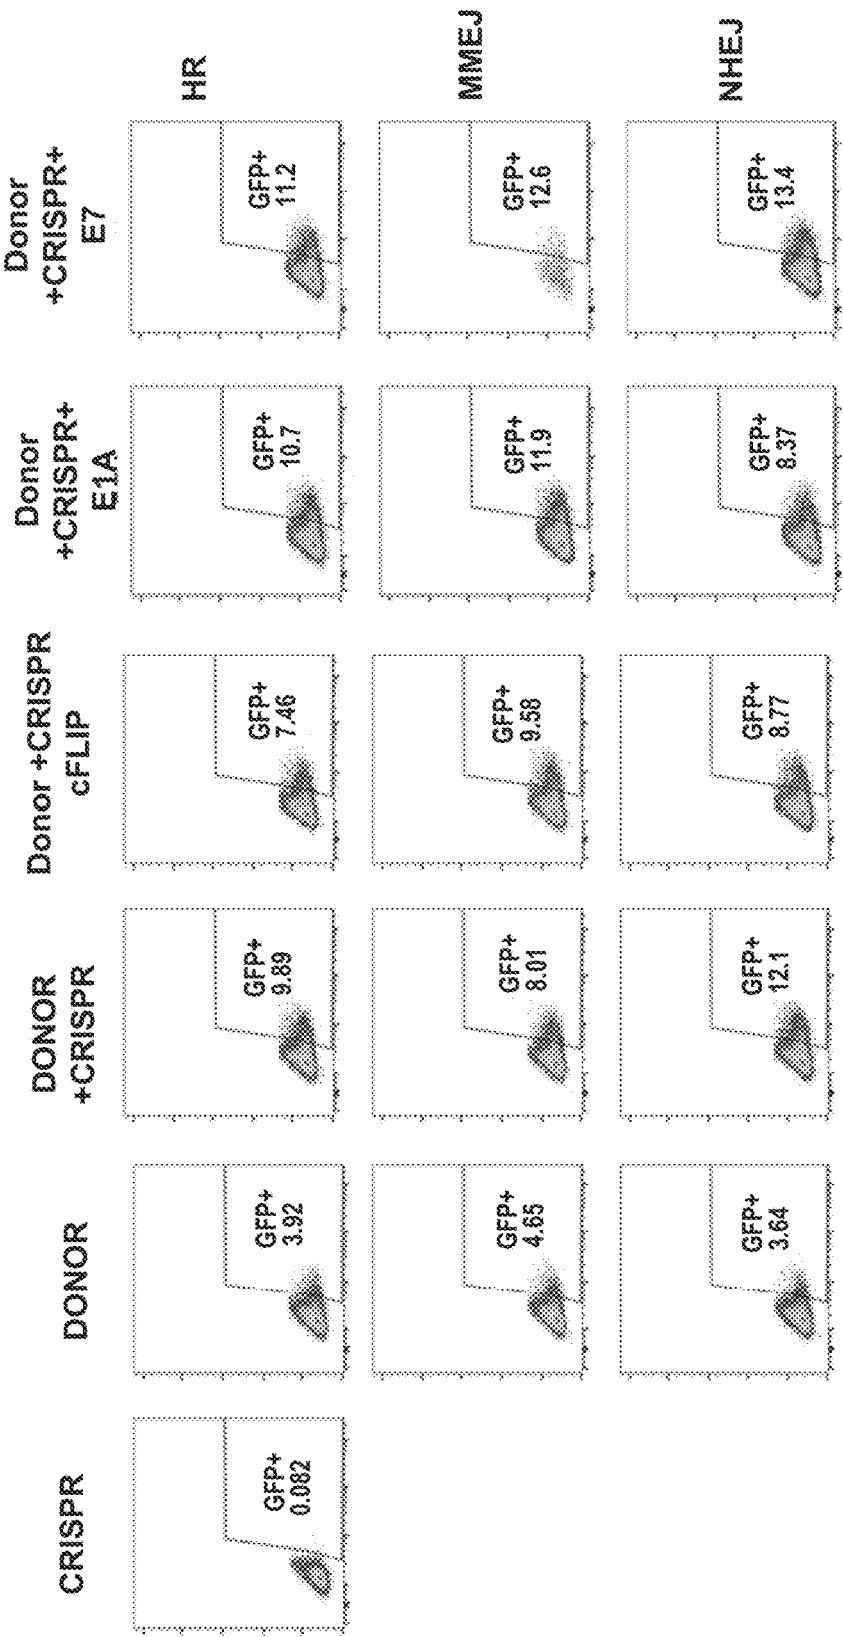 CRISPR
DONOR
DONOR
+CRISPR
Donor +CRISPR
cFLIP
Donor
+CRISPR+
E1A
Donor
+CRISPR+
E7
GFP+
0.082
GFP+
3.92
GFP+
9.89
GFP+
7.46
GFP+
10.7
GFP+
11.2
HR
GFP+
4.65
GFP+
8.01
GFP+
9.58
GFP+
11.9
GFP+
12.6
MMEJ
GFP+
3.64
GFP+
12.1
GFP+
8.77
GFP+
8.37
GFP+
13.4
NHEJ